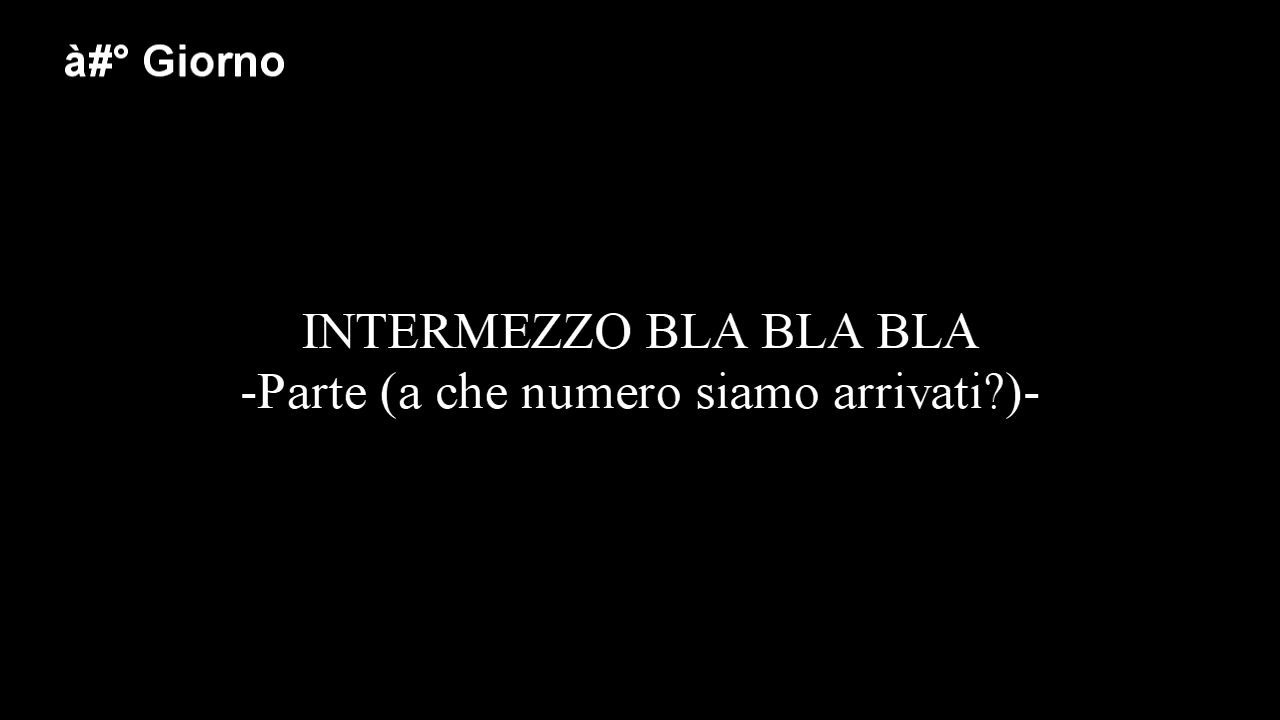 à#° Giorno
INTERMEZZO BLA BLA BLA
-Parte (a che numero siamo arrivati?)-